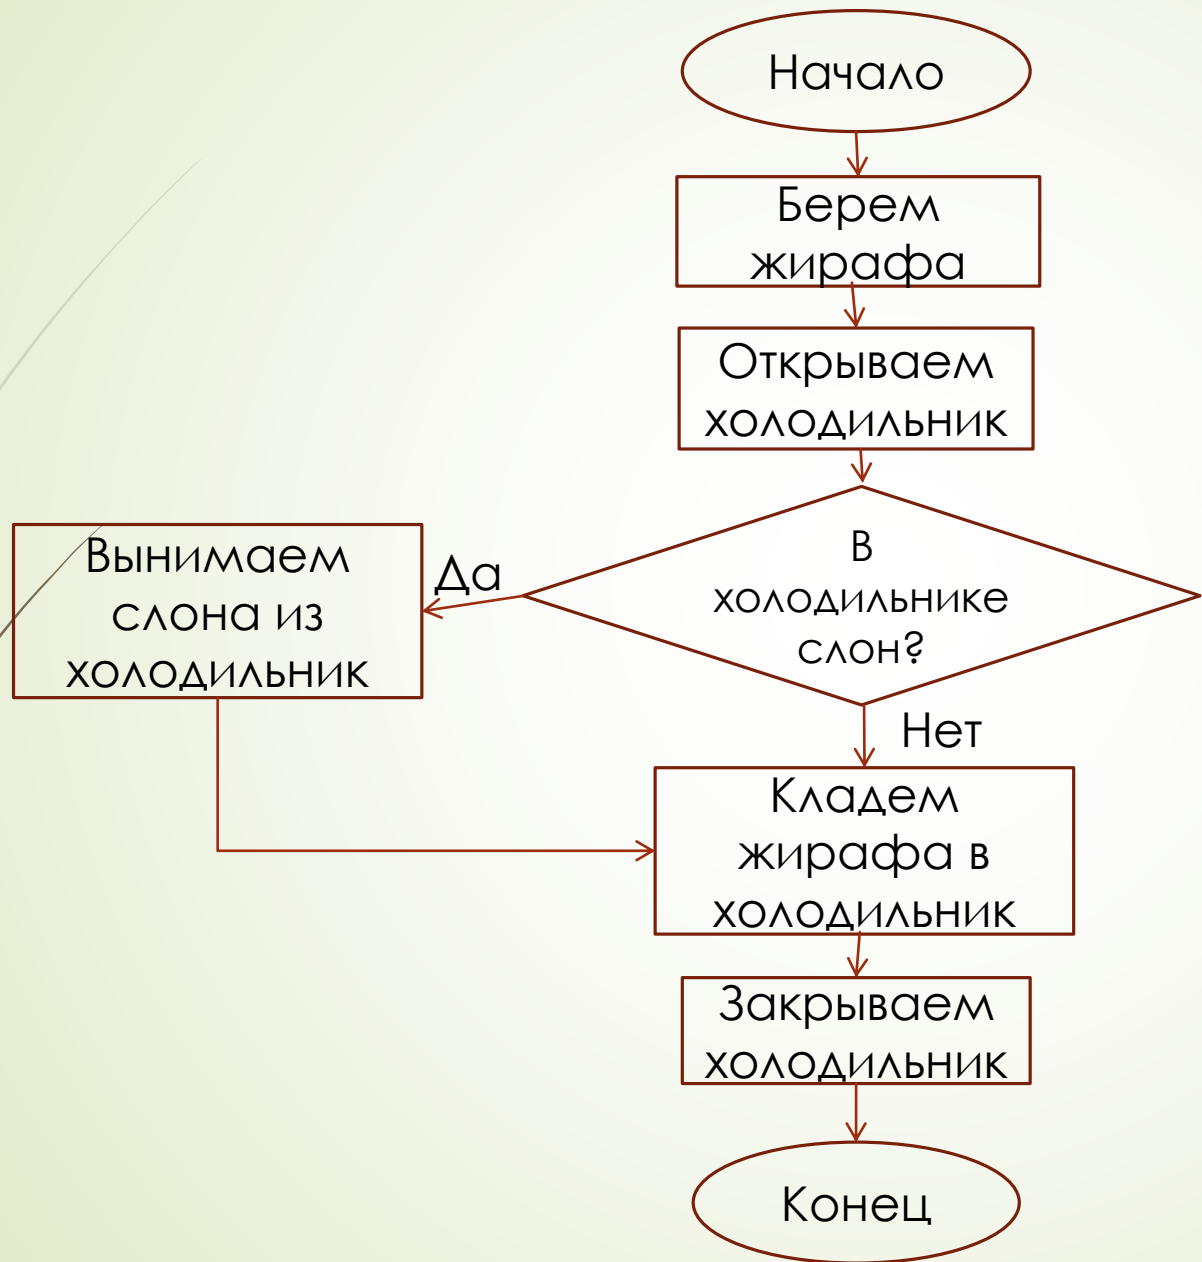 Начало
Берем
жирафа
Открываем
холодильник
В
холодильнике
слон?
Да
Вынимаем
слона из
холодильник
Нет
Кладем
жирафа в
холодильник
Закрываем
холодильник
Конец